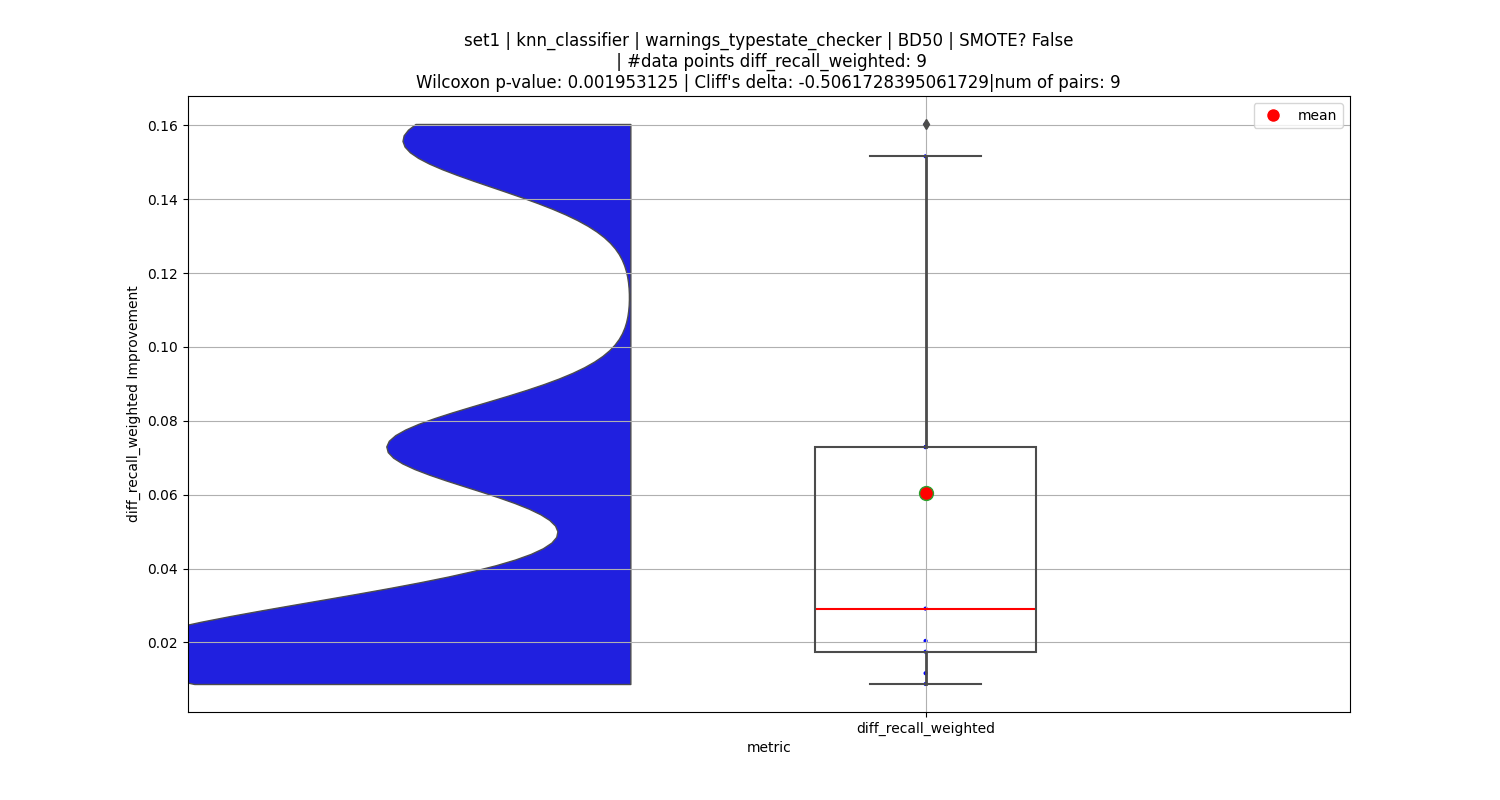 set1 | knn_classifier | warnings_typestate_checker | BD50 | SMOTE? False
| #data points diff_recall_weighted: 9
Wilcoxon p-value: 0.001953125 | Cliff's delta: -0.5061728395061729|num of pairs: 9
mean
0.16
0.14
0.12
0.10
0.08
0.06
0.04
0.02
diff_recall_weighted Improvement
diff_recall_weighted
metric